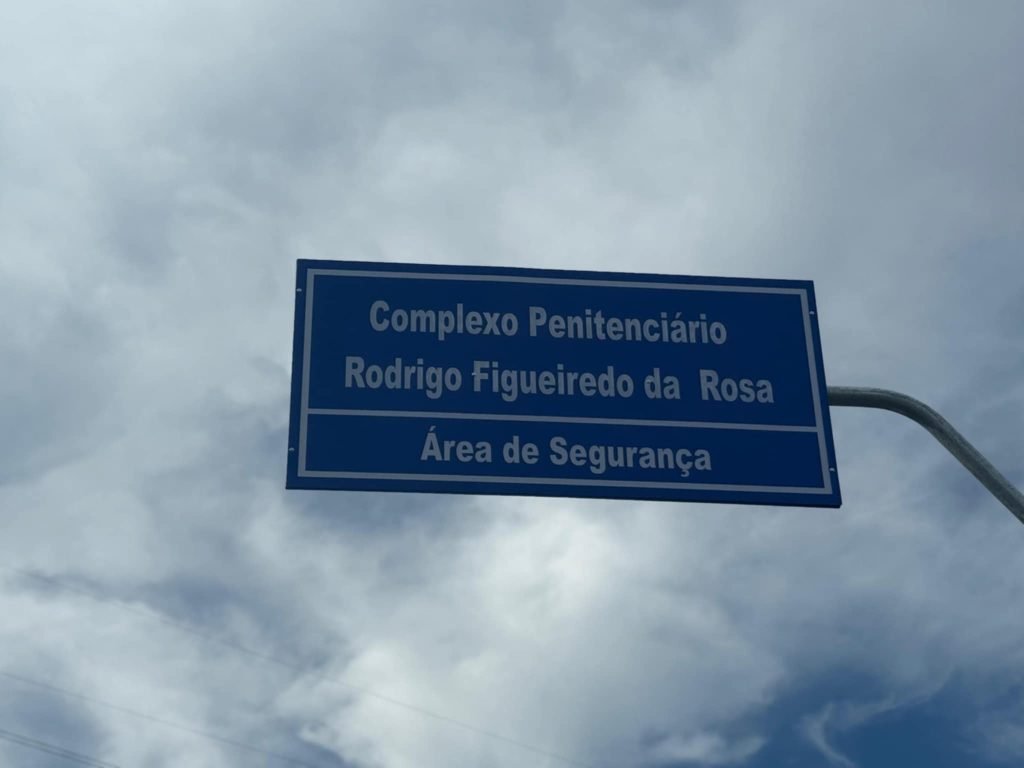 Complexo Penitenciário
Rodrigo Figueiredo da Rosa
Área de Segurança